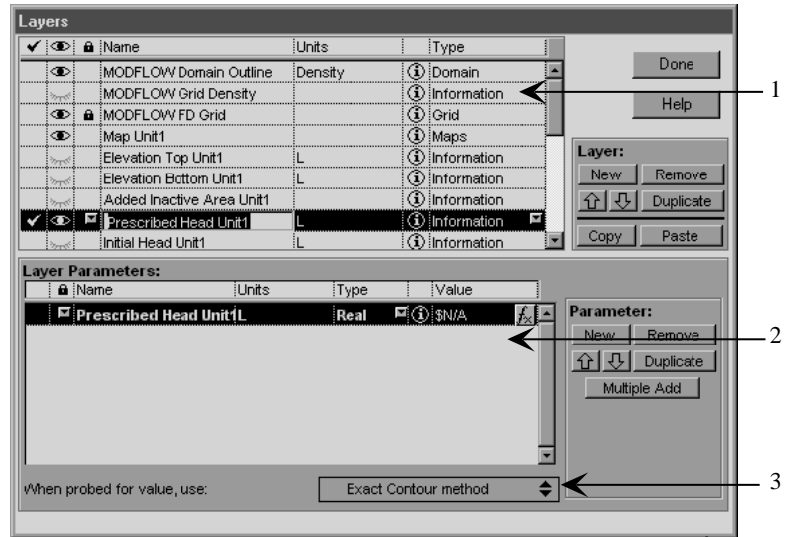 Layers
Name Units Type
MODFLOW Domain Outline Density Domain
MODFLOW Grid Density Information
MODFLOW FD Grid Grid
Map Unit1 Maps
Elevation Top Unit1 L Information
Elevation Bottom Unit1 L Information
Added Inactive Area Unit1 Information
Prescribed Head Unit1 L Information
Initial Head Unit1 L Information
Done
Help
1
Layer:
New Remove
Duplicate
Copy Paste
Layer Parameters:
Name Units Type Value
Prescribed Head Unit1 L Real $N/A fx
Parameter:
New Remove
2
Duplicate
Multiple Add
When probed for value, use: Exact Contour method
3